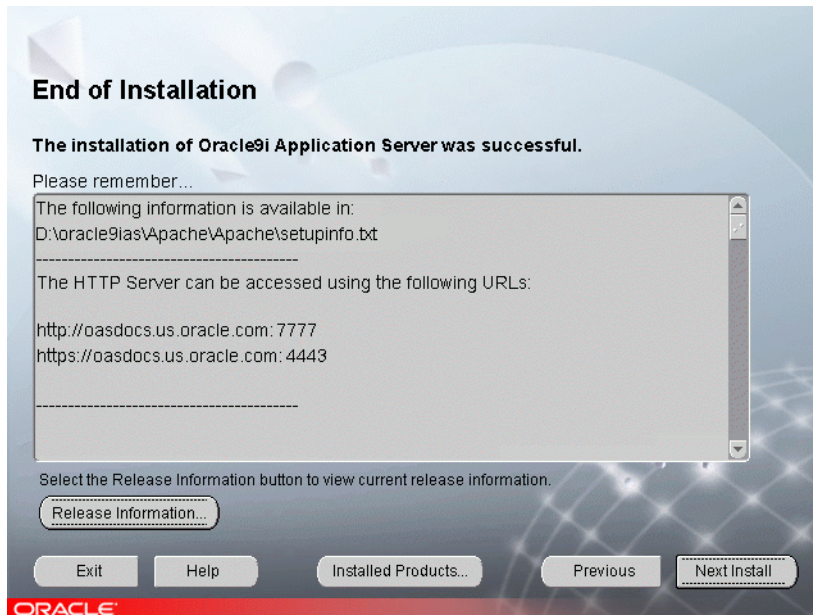 End of Installation
The installation of Oracle9i Application Server was successful.
Please remember...
The following information is available in:
D:\oracle9ias\Apache\Apache\setupinfo.txt
-----------------------------------------
The HTTP Server can be accessed using the following URLs:
http://oasdocs.us.oracle.com:7777
https://oasdocs.us.oracle.com:4443
-----------------------------------------
Select the Release Information button to view current release information.
Release Information...
Exit Help Installed Products... Previous Next Install
ORACLE